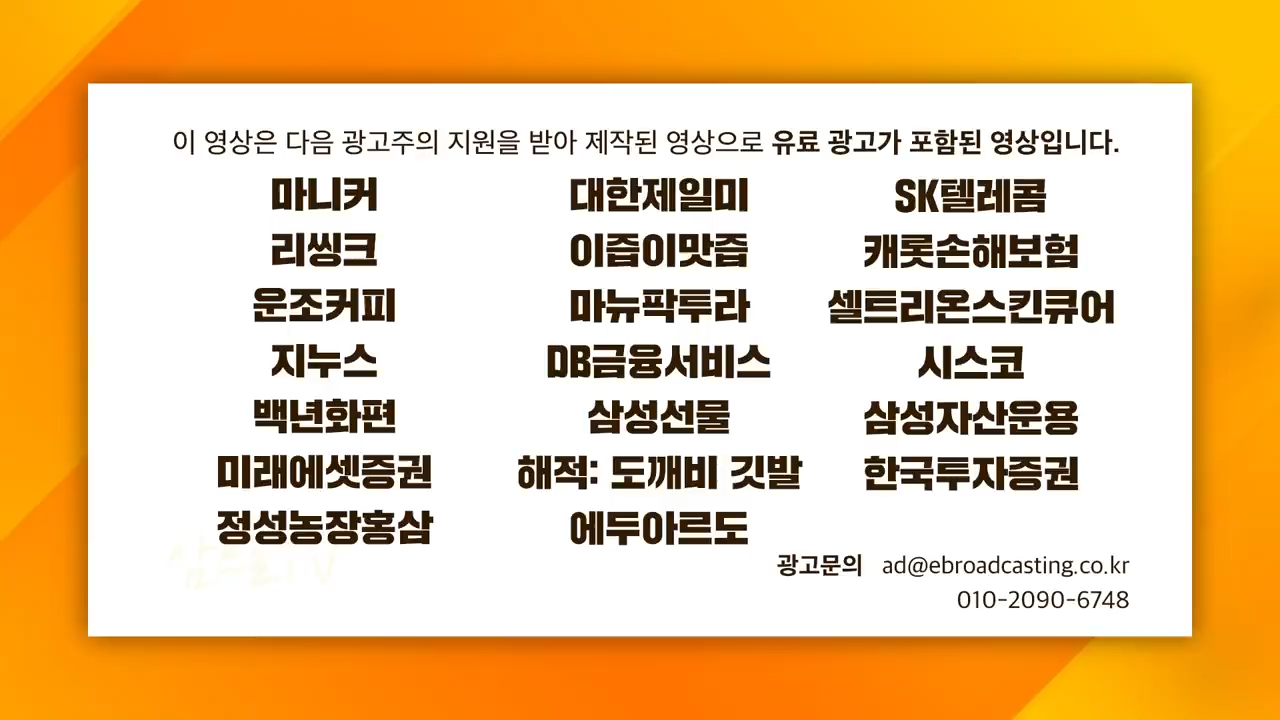 이 영상은 다음 광고주의 지원을 받아 제작된 영상으로 유료 광고가 포함된 영상입니다.
마니커 대한제일미 SK텔레콤
리씽크 이즙이맛즙 캐롯손해보험
운조커피 마뉴팍투라 셀트리온스킨큐어
지누스 DB금융서비스 시스코
백년화편 삼성선물 삼성자산운용
미래에셋증권 해적: 도깨비 깃발 한국투자증권
정성농장홍삼 에두아르도
광고문의 ad@ebroadcasting.co.kr
010-2090-6748